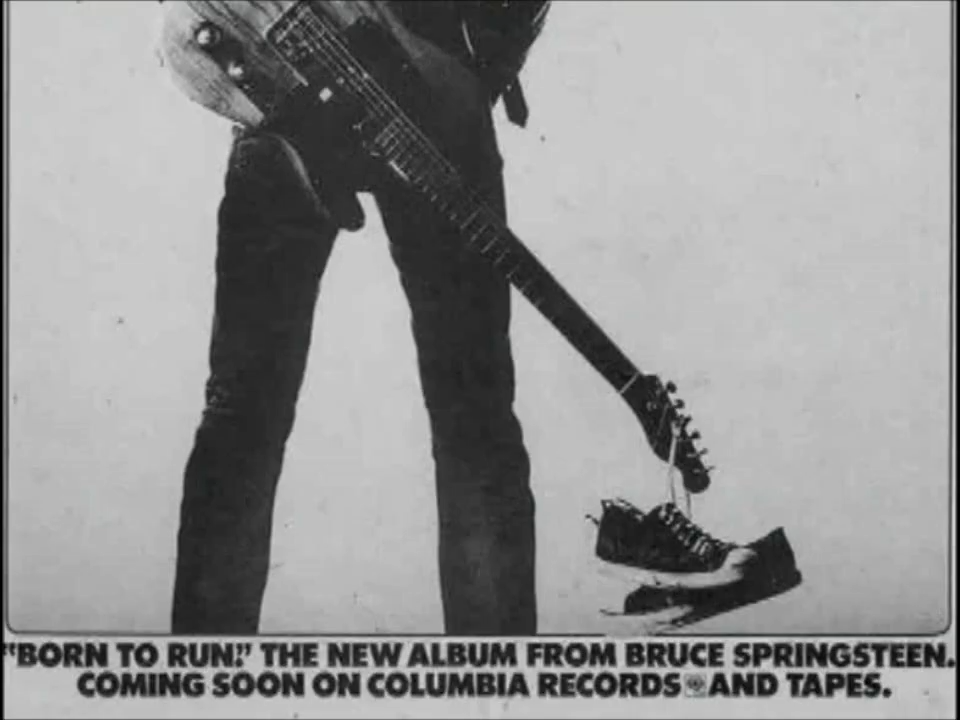 "BORN TO RUN." THE NEW ALBUM FROM BRUCE SPRINGSTEEN.
COMING SOON ON COLUMBIA RECORDS AND TAPES.